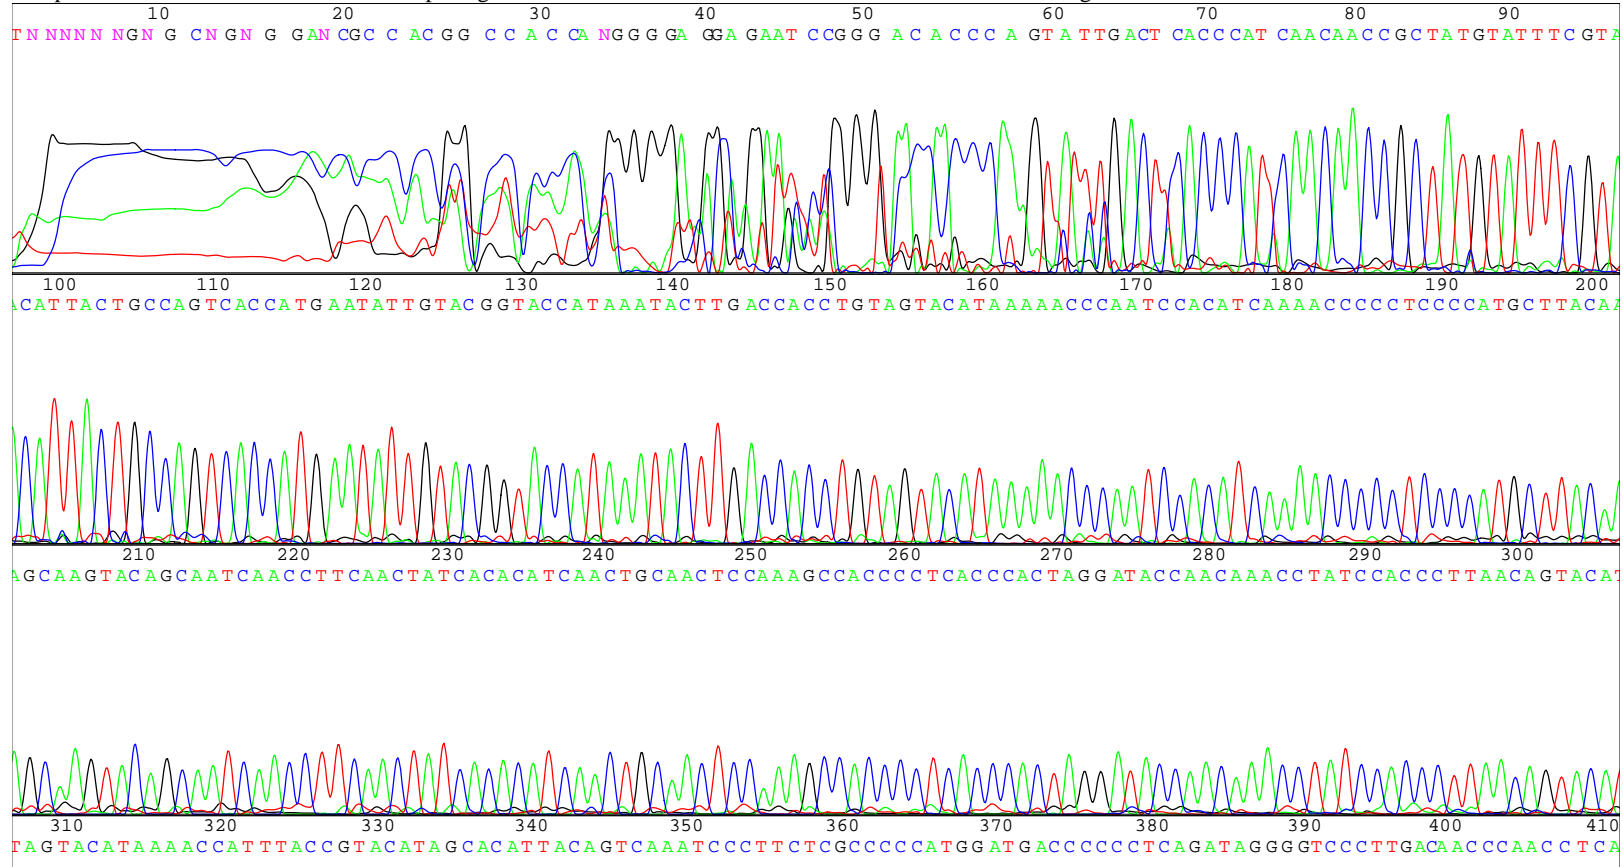 10 20 30 40 50 60 70 80 90
TNNNNNNGNGCNGNGGANCGCCACGGCCACCANGGGGAGGAGAATCCGGGACACCCAGTATTGACTCACCCATCAACAACCGCTATGTATTTCGTA
100 110 120 130 140 150 160 170 180 190 200
ACATTACTGCCAGTCACCATGAATATTGTACGGTACCATAAATACTTGACCACCTGTAGTACATAAAAACCCAATCCACATCAAAACCCCCTCCCCATGCTTACAA
210 220 230 240 250 260 270 280 290 300
AGCAAGTACAGCAATCAACCTTCAACTATCACACATCAACTGCAACTCCAAAGCCACCCCTCACCCACTAGGATACCAACAAACCTATCCACCCTTAACAGTACAT
310 320 330 340 350 360 370 380 390 400 410
TAGTACATAAAACCATTTACCGTACATAGCACATTACAGTCAAATCCCTTCTCGCCCCCATGGATGACCCCCCTCAGATAGGGGTCCCTTGACAACCCAACCTCA